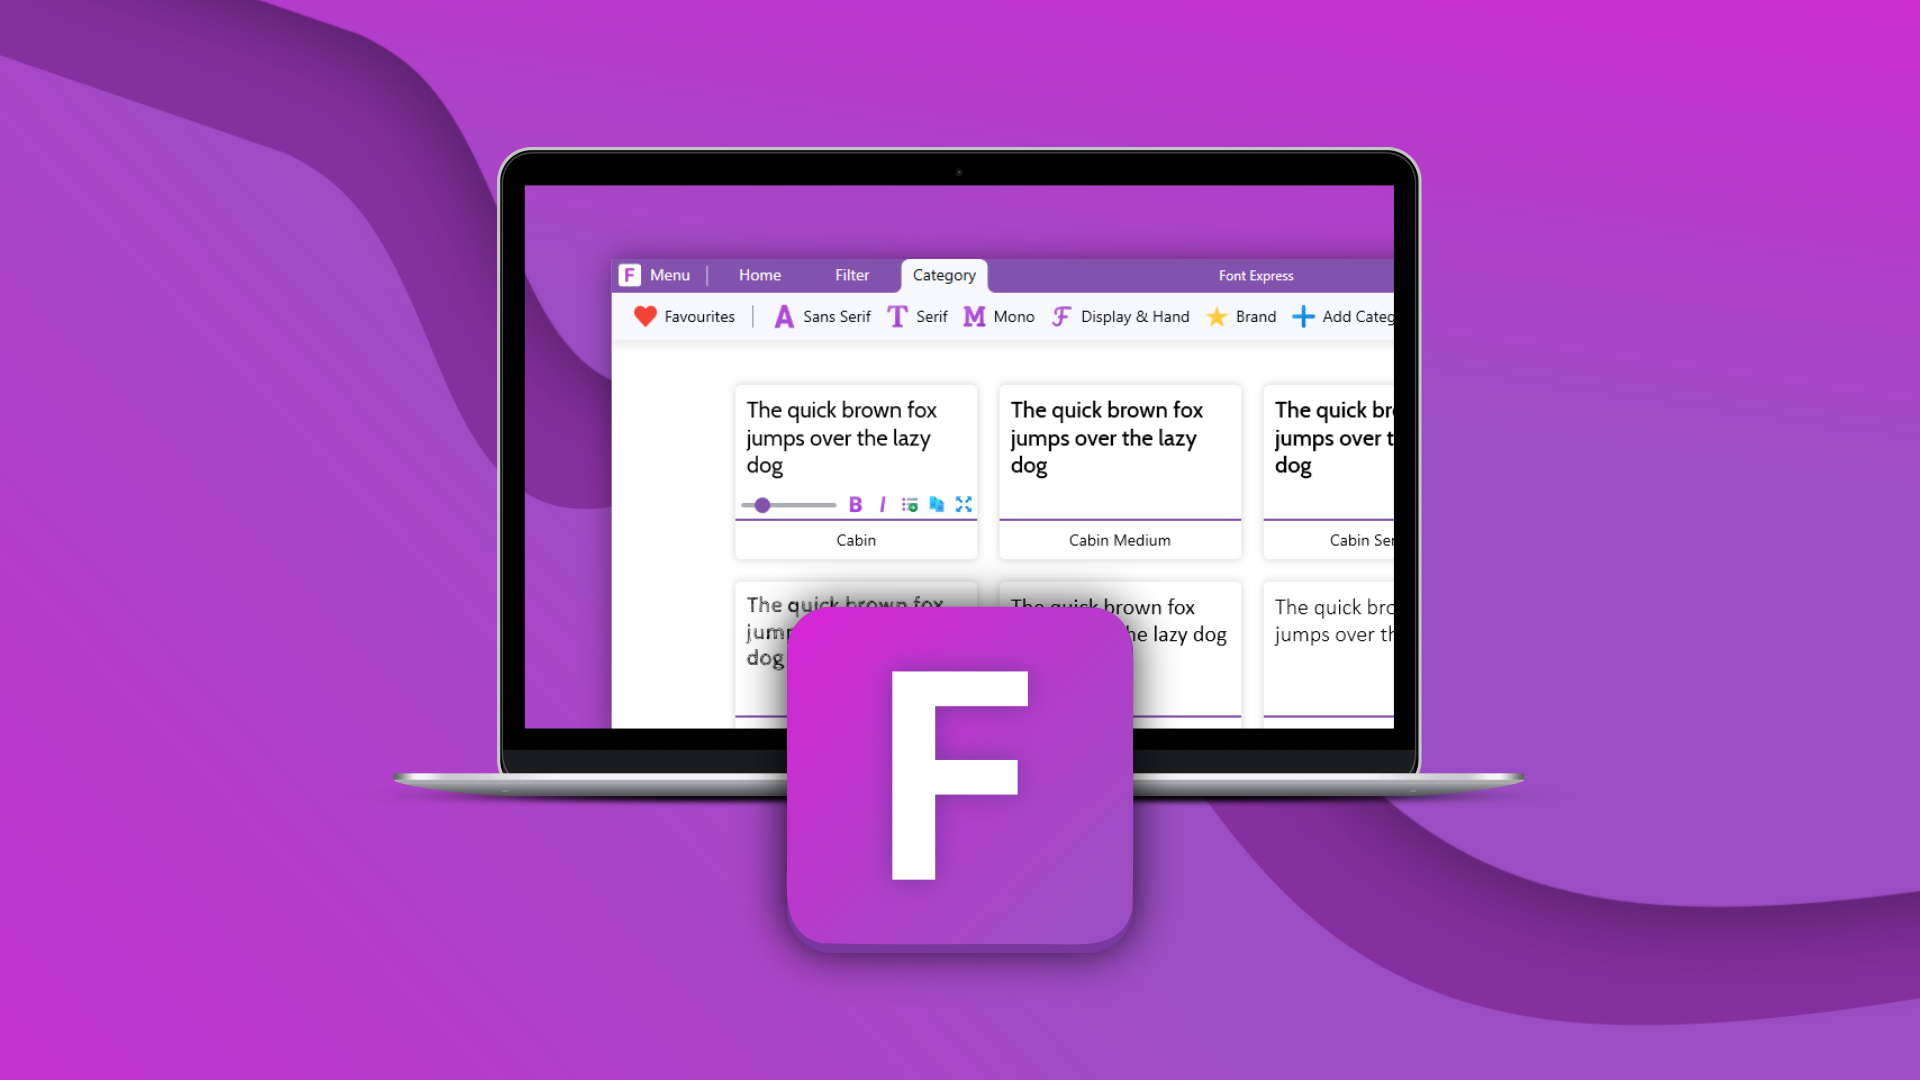 F Menu Home Filter Category Font Express
Favourites A Sans Serif T Serif M Mono F Display & Hand Brand Add Categ
The quick brown fox
jumps over the lazy
dog
B I
Cabin
The quick brown fox
jumps over the lazy
dog
Cabin Medium
The quick br
jumps over t
dog
Cabin Ser
The quick brown fox
jum
dog
The quick brown fox
he lazy dog
The quick bro
jumps over th
F